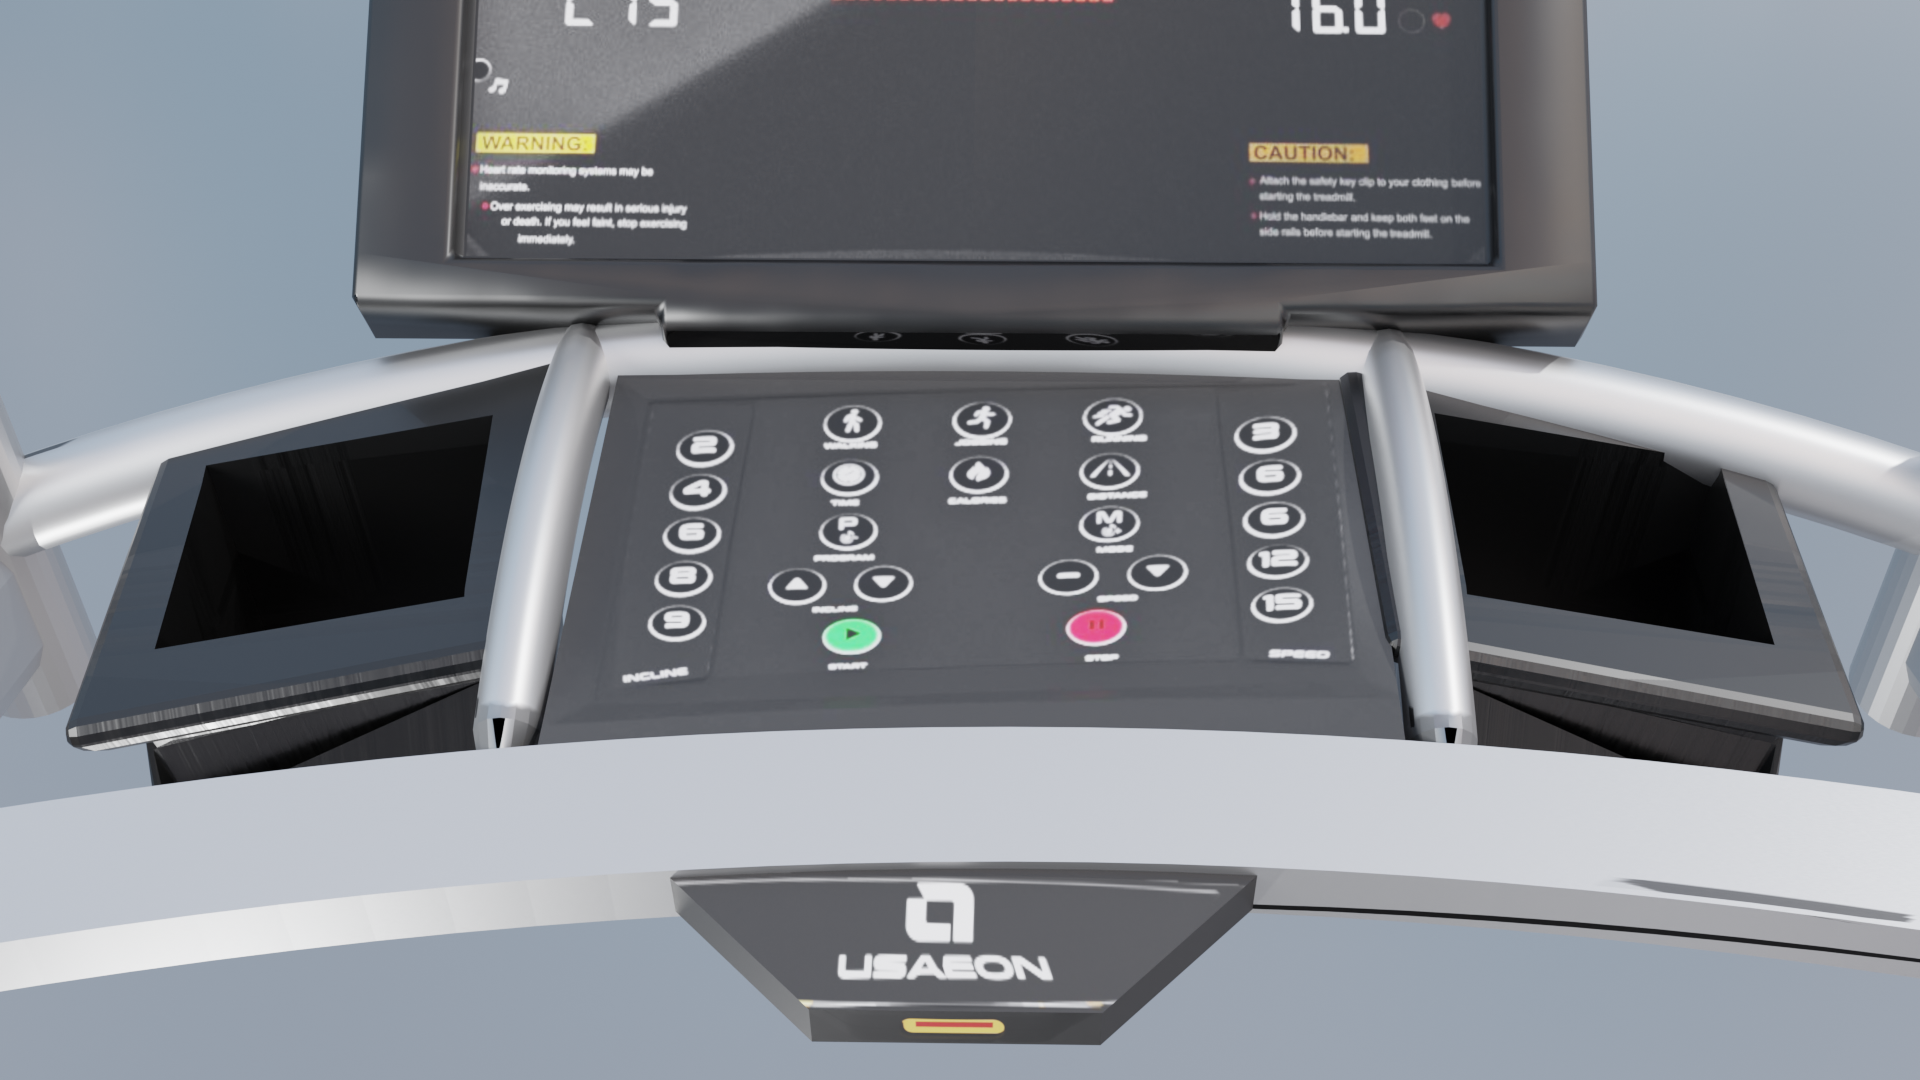 16.0
WARNING:
Heart rate monitoring systems may be
inaccurate.
Over exercising may result in serious injury
or death. If you feel faint, stop exercising
immediately.
CAUTION:
Attach the safety key clip to your clothing before
starting the treadmill.
Hold the handlebar and keep both feet on the
side rails before starting the treadmill.
2
4
6
8
9
INCLINE
WALKING
JOGGING
RUNNING
TIME
CALORIES
DISTANCE
P
PROGRAM
M
MODE
INCLINE
SPEED
START
STOP
3
6
6
12
15
SPEED
USAEON